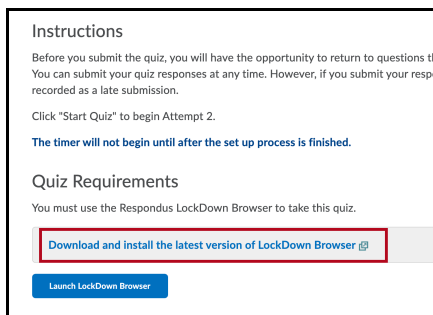 Instructions
Before you submit the quiz, you will have the opportunity to return to questions
You can submit your quiz responses at any time. However, if you submit your
recorded as a late submission.
Click "Start Quiz" to begin Attempt 2.
The timer will not begin until after the set up process is finished.
Quiz Requirements
You must use the Respondus LockDown Browser to take this quiz.
Download and install the latest version of LockDown Browser
Launch LockDown Browser